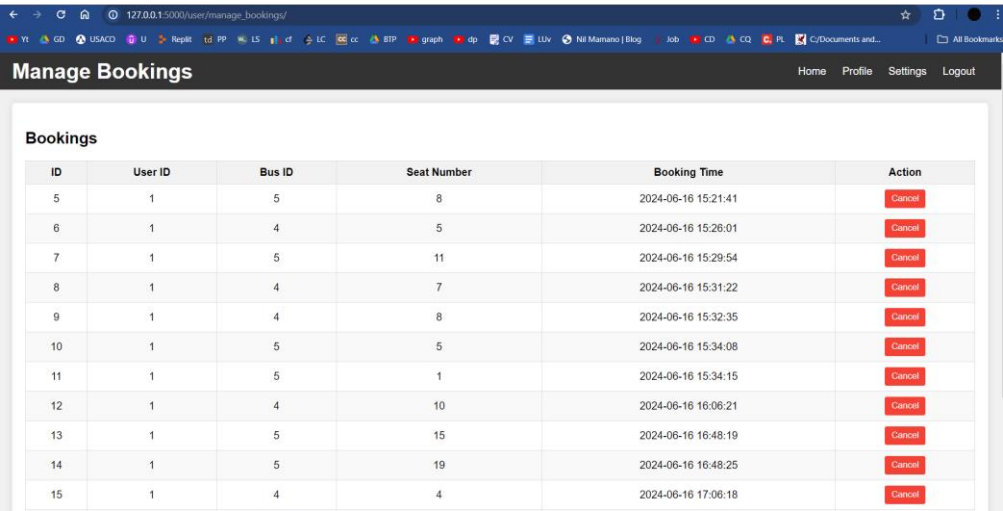 127.0.0.1:5000/user/manage_bookings/
Yt GD USACO U Replit PP LS cf LC cc BTP graph dp CV LUv Nil Mamano | Blog Job CD CQ PL C:/Documents and... All Bookmarks
Manage Bookings Home Profile Settings Logout
Bookings
ID User ID Bus ID Seat Number Booking Time Action
5 1 5 8 2024-06-16 15:21:41 Cancel
6 1 4 5 2024-06-16 15:26:01 Cancel
7 1 5 11 2024-06-16 15:29:54 Cancel
8 1 4 7 2024-06-16 15:31:22 Cancel
9 1 4 8 2024-06-16 15:32:35 Cancel
10 1 5 5 2024-06-16 15:34:08 Cancel
11 1 5 1 2024-06-16 15:34:15 Cancel
12 1 4 10 2024-06-16 16:06:21 Cancel
13 1 5 15 2024-06-16 16:48:19 Cancel
14 1 5 19 2024-06-16 16:48:25 Cancel
15 1 4 4 2024-06-16 17:06:18 Cancel